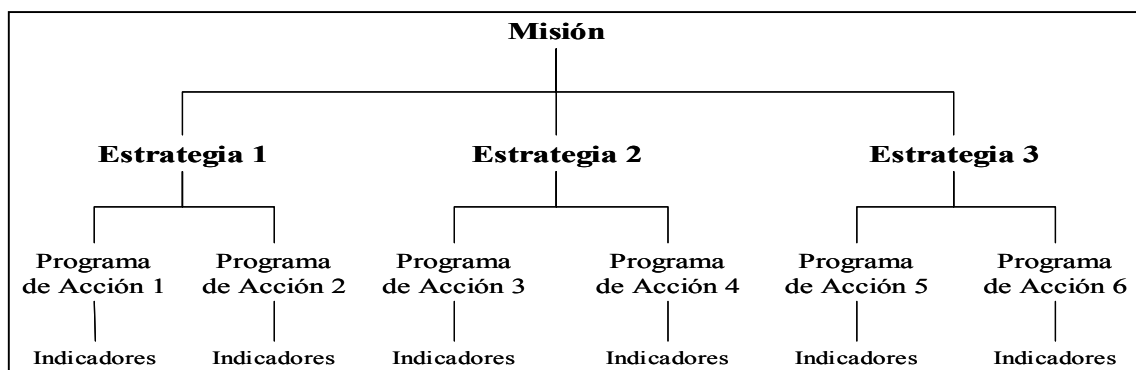 Misión
Estrategia 1
Estrategia 2
Estrategia 3
Programa
de Acción 1
Programa
de Acción 2
Programa
de Acción 3
Programa
de Acción 4
Programa
de Acción 5
Programa
de Acción 6
Indicadores
Indicadores
Indicadores
Indicadores
Indicadores
Indicadores